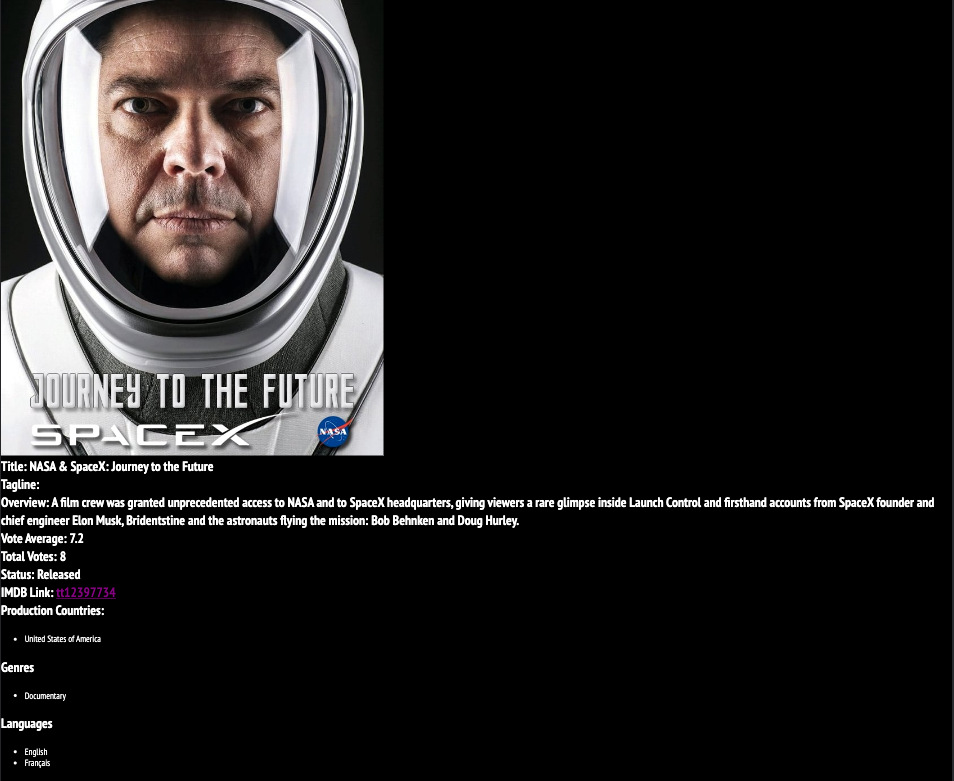 JOURNEY TO THE FUTURE
SPACEX
NASA
Title: NASA & SpaceX: Journey to the Future
Tagline:
Overview: A film crew was granted unprecedented access to NASA and to SpaceX headquarters, giving viewers a rare glimpse inside Launch Control and firsthand accounts from SpaceX founder and
chief engineer Elon Musk, Bridentstine and the astronauts flying the mission: Bob Behnken and Doug Hurley.
Vote Average: 7.2
Total Votes: 8
Status: Released
IMDB Link: tt12397734
Production Countries:
• United States of America
Genres
• Documentary
Languages
• English
• Français